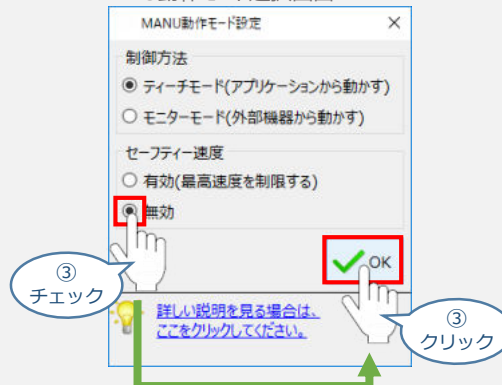 MANU動作モード設定
制御方法
ティーチモード(アプリケーションから動かす)
モニターモード(外部機器から動かす)
セーフティー速度
有効(最高速度を制限する)
無効
OK
③
チェック
詳しい説明を見る場合は、
ここをクリックしてください。
③
クリック